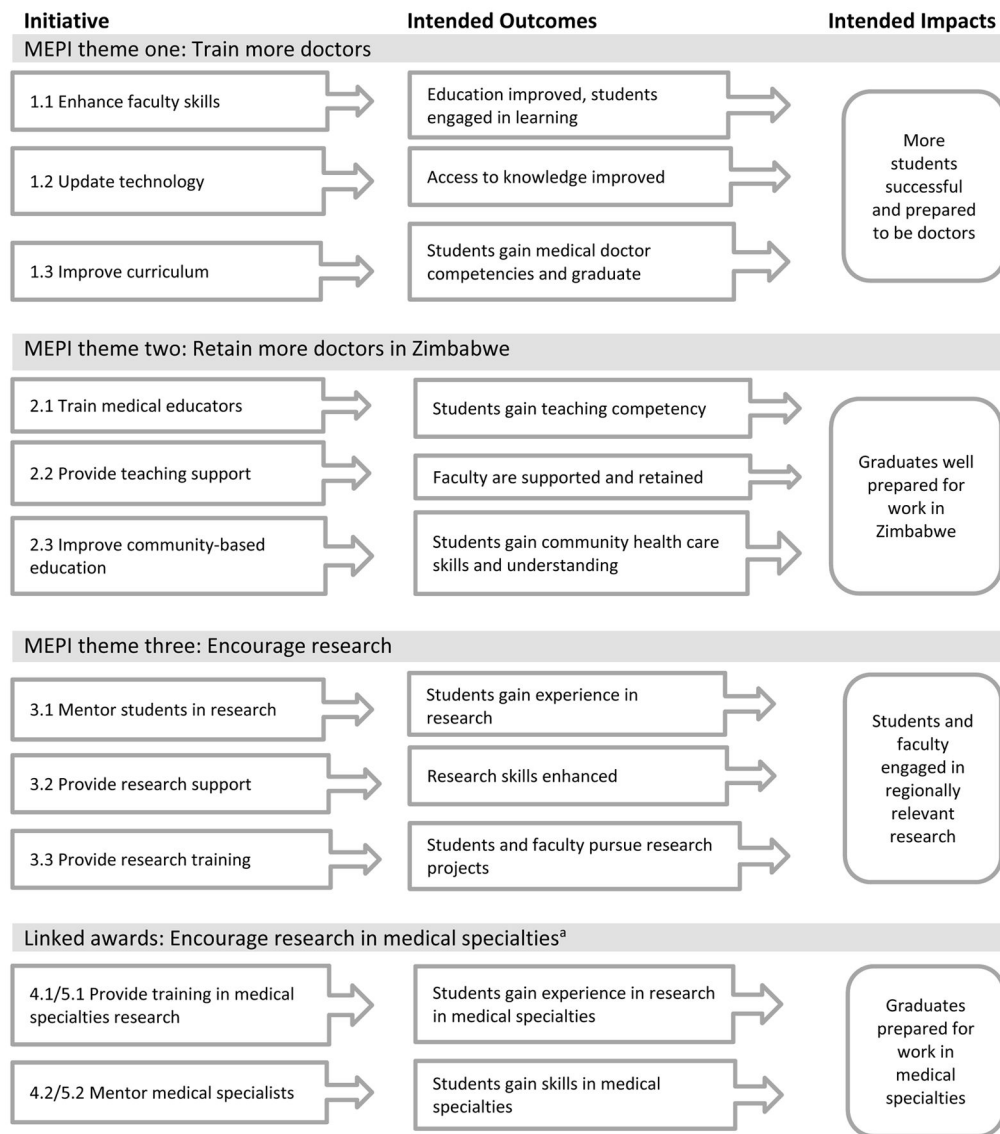 Initiative
Intended Outcomes
Intended Impacts
MEPI theme one: Train more doctors
1.1 Enhance faculty skills
Education improved, students
engaged in learning
1.2 Update technology
Access to knowledge improved
1.3 Improve curriculum
Students gain medical doctor
competencies and graduate
More
students
successful
and prepared
to be doctors
MEPI theme two: Retain more doctors in Zimbabwe
2.1 Train medical educators
Students gain teaching competency
2.2 Provide teaching support
Faculty are supported and retained
2.3 Improve community-based
education
Students gain community health care
skills and understanding
Graduates well
prepared for
work in
Zimbabwe
MEPI theme three: Encourage research
3.1 Mentor students in research
Students gain experience in
research
3.2 Provide research support
Research skills enhanced
3.3 Provide research training
Students and faculty pursue research
projects
Students and
faculty
engaged in
regionally
relevant
research
Linked awards: Encourage research in medical specialtiesᵃ
4.1/5.1 Provide training in medical
specialties research
Students gain experience in research
in medical specialties
4.2/5.2 Mentor medical specialists
Students gain skills in medical
specialties
Graduates
prepared for
work in
medical
specialties